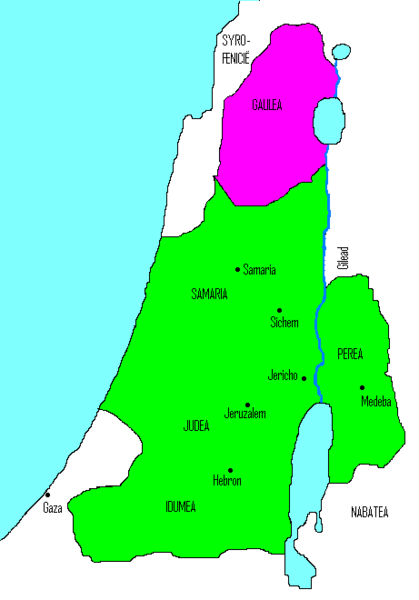 SYRO-
FENICIË
GALILEA
Gilead
Samaria
SAMARIA
Sichem
PEREA
Jericho
Medeba
Jeruzalem
JUDEA
Hebron
Gaza
IDUMEA
NABATEA